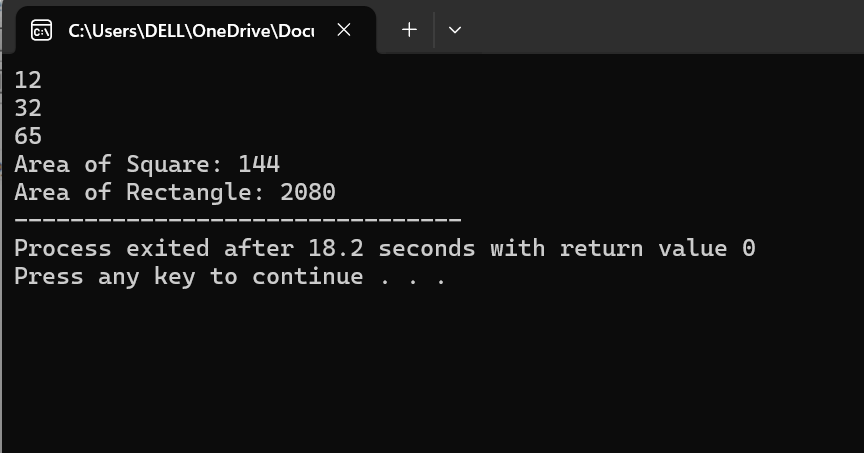 C:\Users\DELL\OneDrive\Docu
12
32
65
Area of Square: 144
Area of Rectangle: 2080
--------------------------------
Process exited after 18.2 seconds with return value 0
Press any key to continue . . .